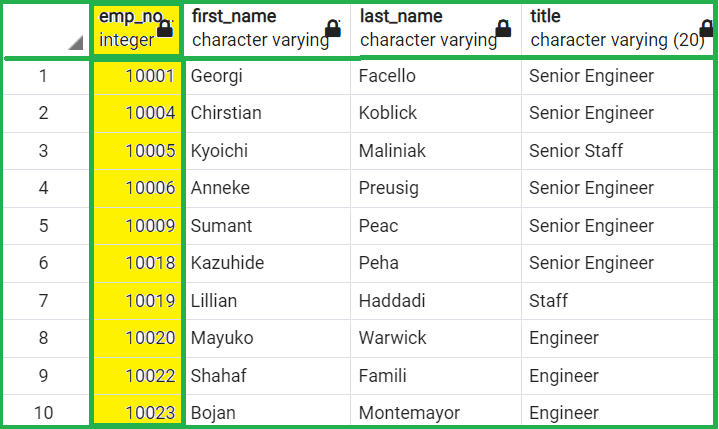 emp_no... first_name last_name title
integer character varying character varying character varying (20)
1 10001 Georgi Facello Senior Engineer
2 10004 Chirstian Koblick Senior Engineer
3 10005 Kyoichi Maliniak Senior Staff
4 10006 Anneke Preusig Senior Engineer
5 10009 Sumant Peac Senior Engineer
6 10018 Kazuhide Peha Senior Engineer
7 10019 Lillian Haddadi Staff
8 10020 Mayuko Warwick Engineer
9 10022 Shahaf Famili Engineer
10 10023 Bojan Montemayor Engineer